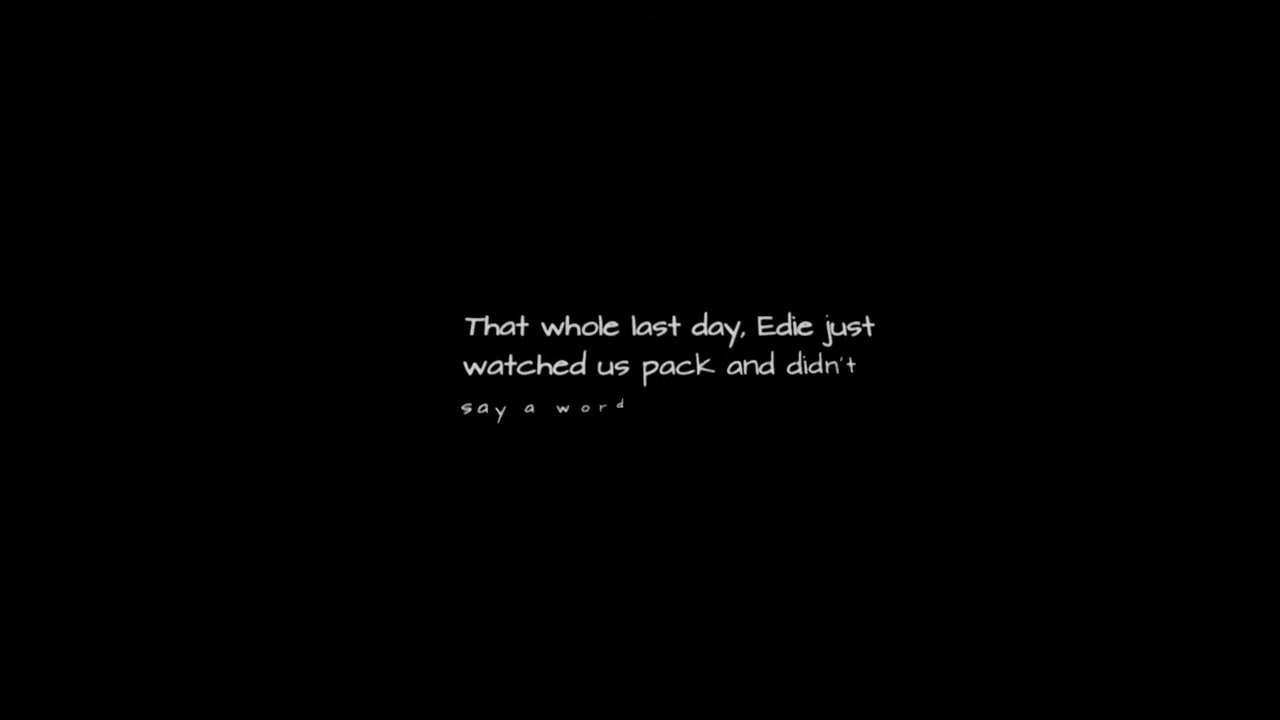 That whole last day, Edie just
watched us pack and didn't
say a word